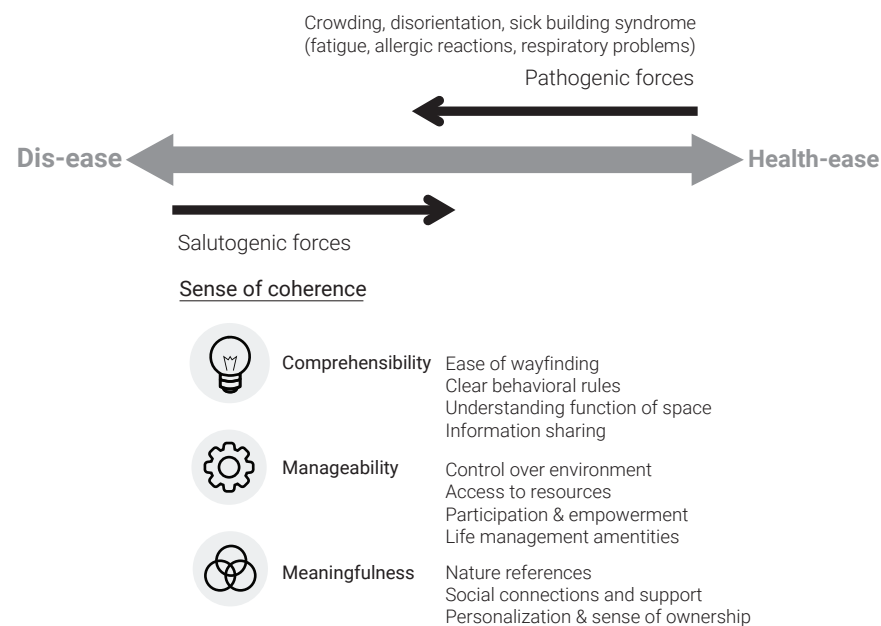 Crowding, disorientation, sick building syndrome
(fatigue, allergic reactions, respiratory problems)
Pathogenic forces
Dis-ease
Health-ease
Salutogenic forces
Sense of coherence
Comprehensibility
Ease of wayfinding
Clear behavioral rules
Understanding function of space
Information sharing
Manageability
Control over environment
Access to resources
Participation & empowerment
Life management amentities
Meaningfulness
Nature references
Social connections and support
Personalization & sense of ownership